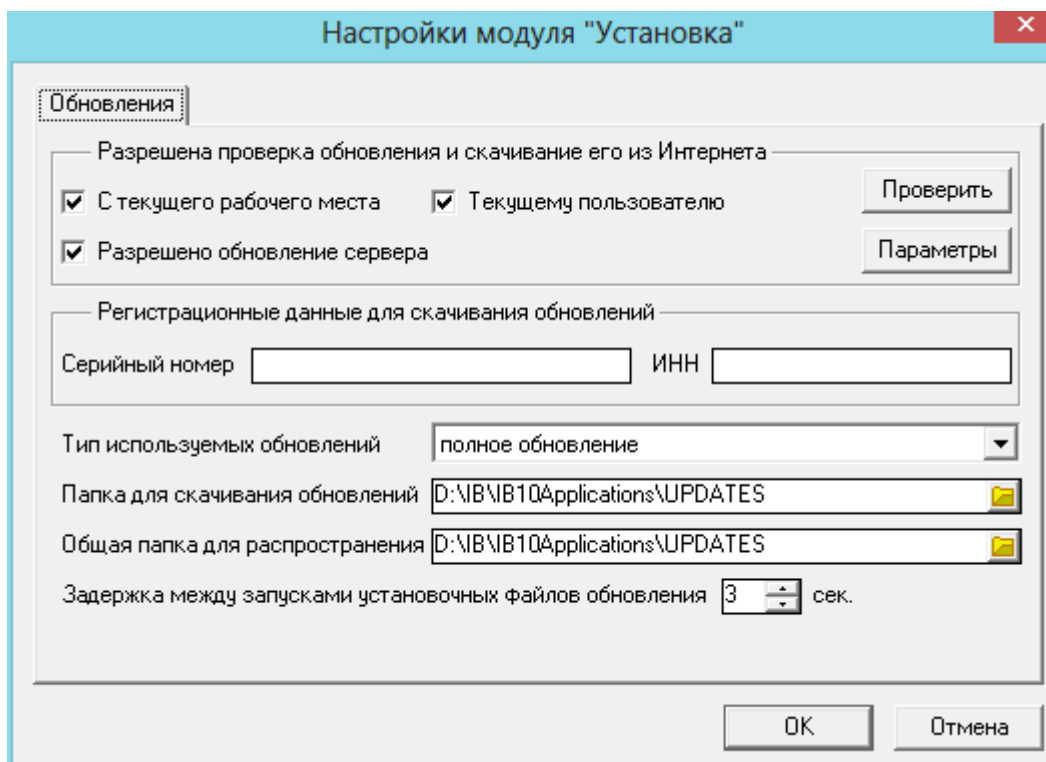 Настройки модуля "Установка"
Обновления
Разрешена проверка обновления и скачивание его из Интернета
С текущего рабочего места
Текущему пользователю
Проверить
Разрешено обновление сервера
Параметры
Регистрационные данные для скачивания обновлений
Серийный номер
ИНН
Тип используемых обновлений
полное обновление
Папка для скачивания обновлений
D:\IB\IB10Applications\UPDATES
Общая папка для распространения
D:\IB\IB10Applications\UPDATES
Задержка между запусками установочных файлов обновления 3 сек.
OK
Отмена